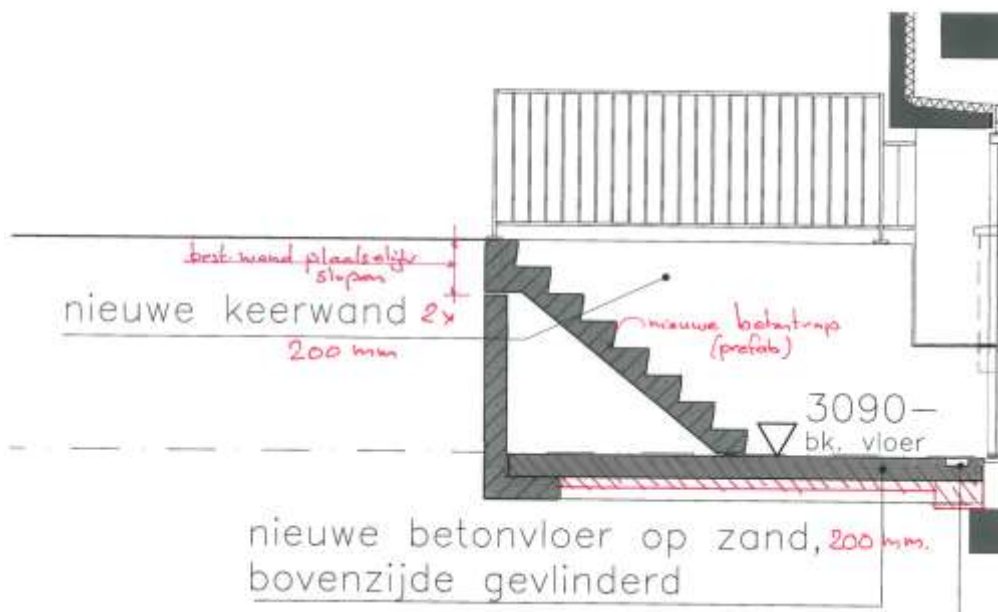 best. wand plaatselijk
slopen
nieuwe keerwand 2x
200 mm
nieuwe betontrap
(prefab)
3090-
bk. vloer
nieuwe betonvloer op zand, 200 mm.
bovenzijde gevlinderd